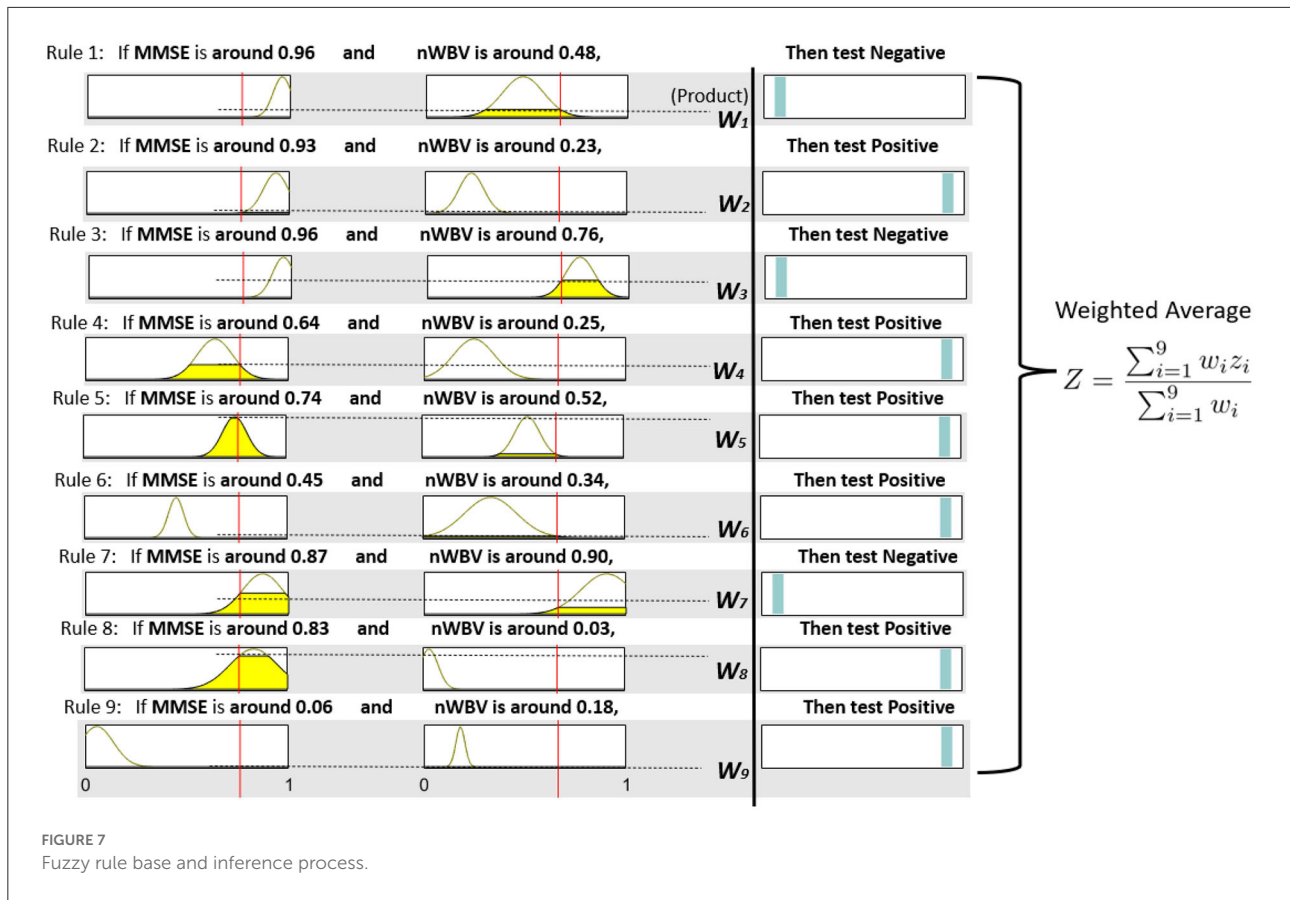 Rule 1: If MMSE is around 0.96 and nWBV is around 0.48, Then test Negative
(Product)
W1
Rule 2: If MMSE is around 0.93 and nWBV is around 0.23, Then test Positive
W2
Rule 3: If MMSE is around 0.96 and nWBV is around 0.76, Then test Negative
W3
Rule 4: If MMSE is around 0.64 and nWBV is around 0.25, Then test Positive
W4
Rule 5: If MMSE is around 0.74 and nWBV is around 0.52, Then test Positive
W5
Rule 6: If MMSE is around 0.45 and nWBV is around 0.34, Then test Positive
W6
Rule 7: If MMSE is around 0.87 and nWBV is around 0.90, Then test Negative
W7
Rule 8: If MMSE is around 0.83 and nWBV is around 0.03, Then test Positive
W8
Rule 9: If MMSE is around 0.06 and nWBV is around 0.18, Then test Positive
W9
0 1 0 1
Weighted Average
Z = ∑⁹ᵢ₌₁ wᵢzᵢ / ∑⁹ᵢ₌₁ wᵢ
FIGURE 7
Fuzzy rule base and inference process.